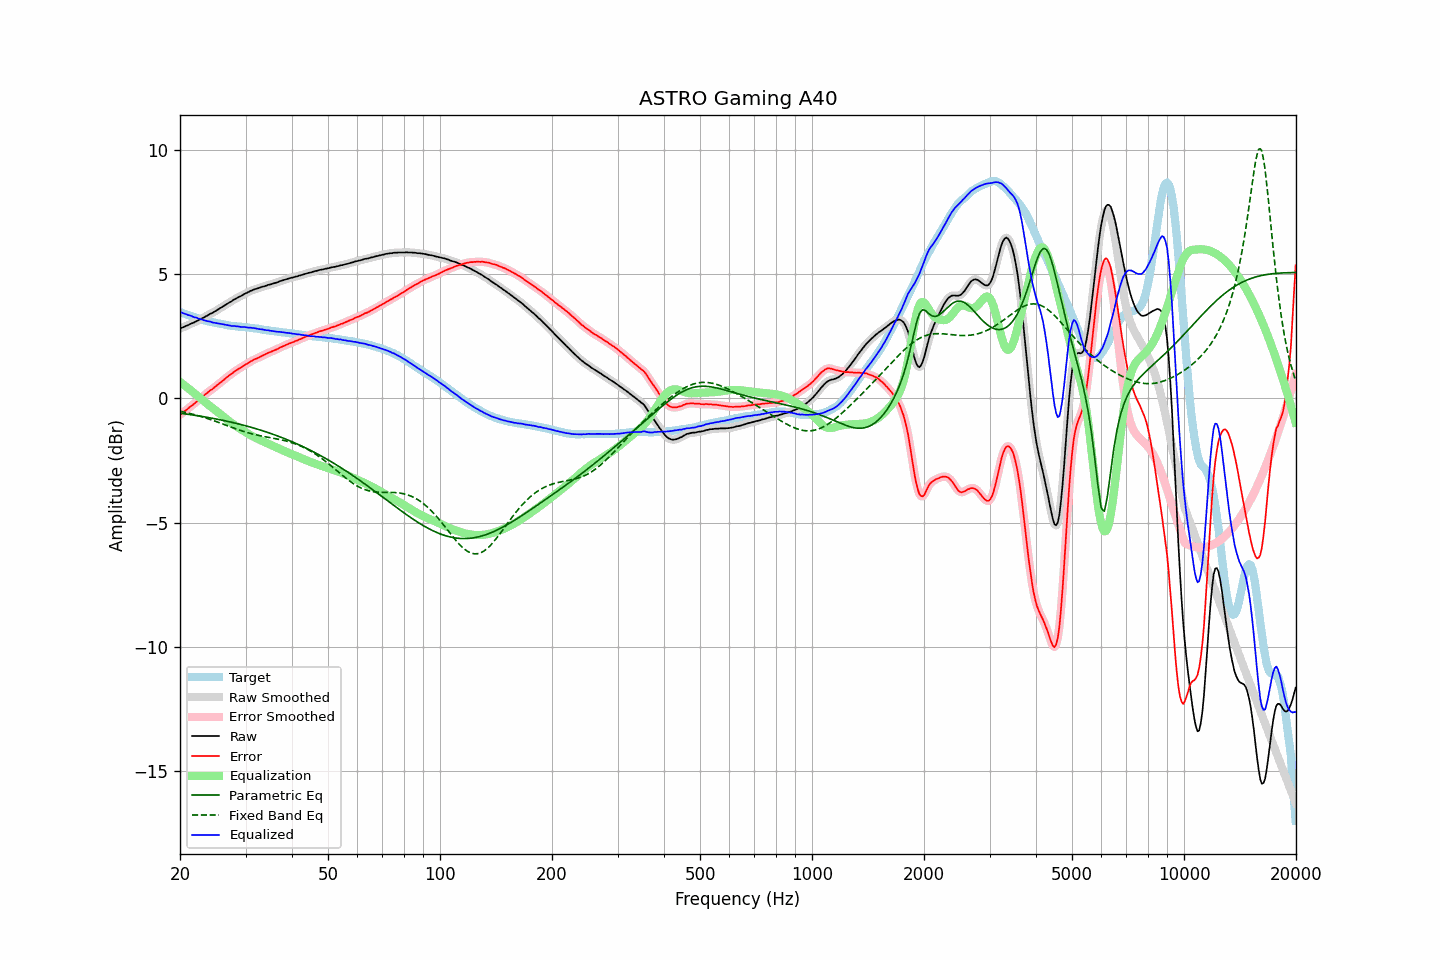 ASTRO Gaming A40
Amplitude (dBr)
10
5
0
−5
−10
−15
Target
Raw Smoothed
Error Smoothed
Raw
Error
Equalization
Parametric Eq
Fixed Band Eq
Equalized
20 50 100 200 500 1000 2000 5000 10000 20000
Frequency (Hz)